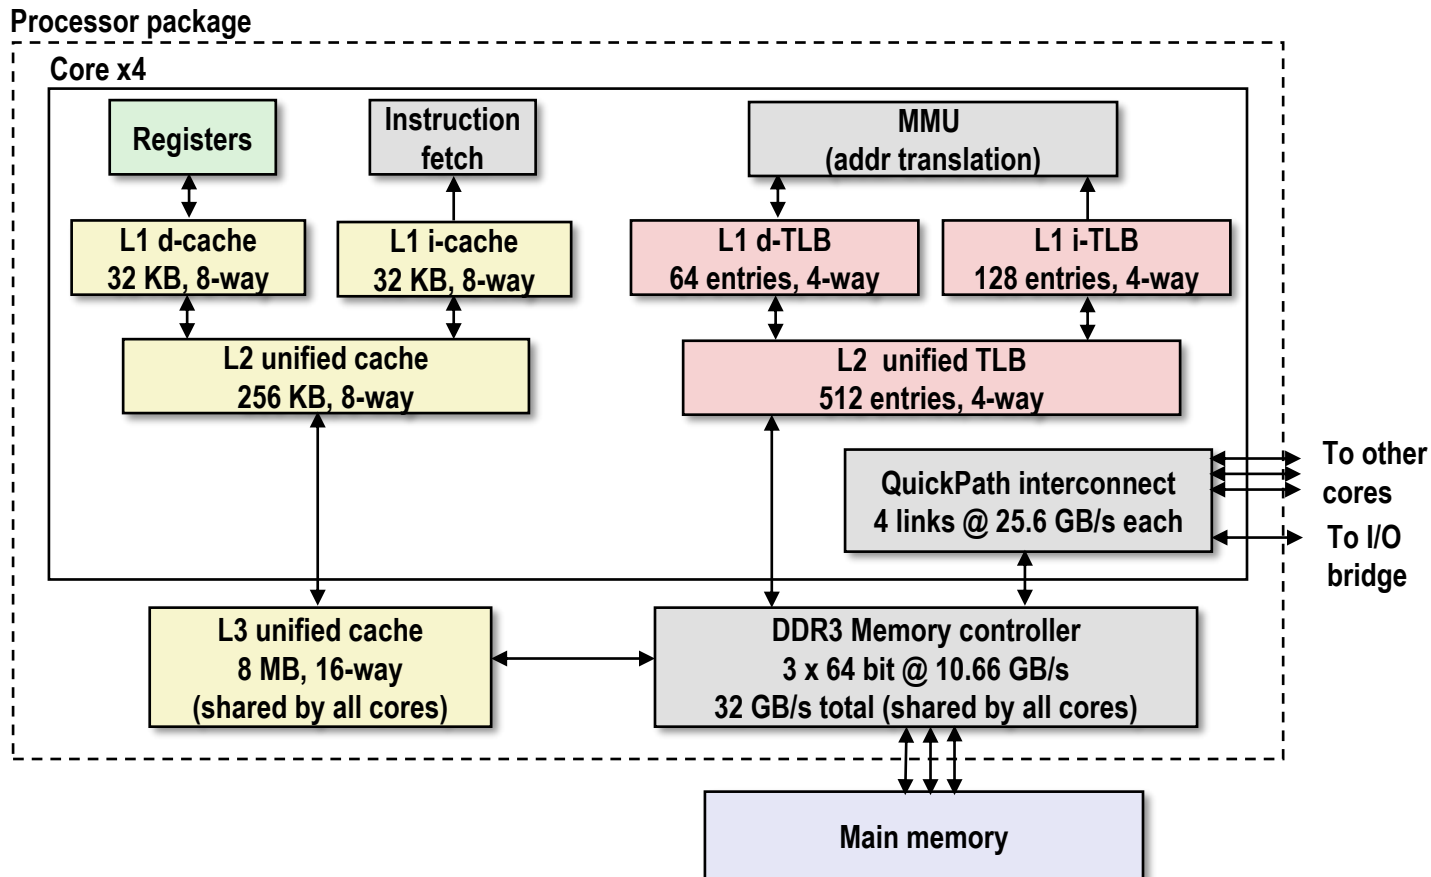 Processor package
Core x4
Registers
Instruction
fetch
MMU
(addr translation)
L1 d-cache
32 KB, 8-way
L1 i-cache
32 KB, 8-way
L1 d-TLB
64 entries, 4-way
L1 i-TLB
128 entries, 4-way
L2 unified cache
256 KB, 8-way
L2 unified TLB
512 entries, 4-way
QuickPath interconnect
4 links @ 25.6 GB/s each
To other
cores
To I/O
bridge
L3 unified cache
8 MB, 16-way
(shared by all cores)
DDR3 Memory controller
3 x 64 bit @ 10.66 GB/s
32 GB/s total (shared by all cores)
Main memory